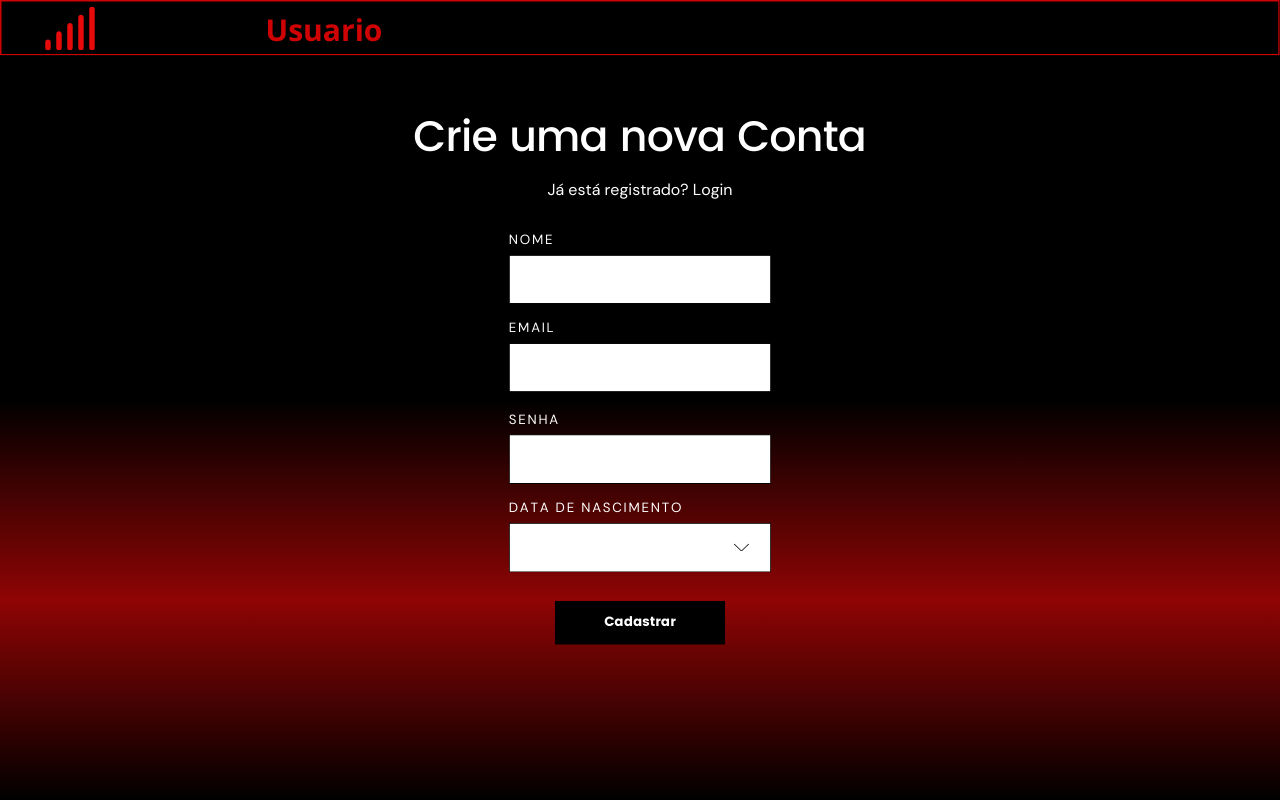 Usuario
Crie uma nova Conta
Já está registrado? Login
NOME
EMAIL
SENHA
DATA DE NASCIMENTO
Cadastrar